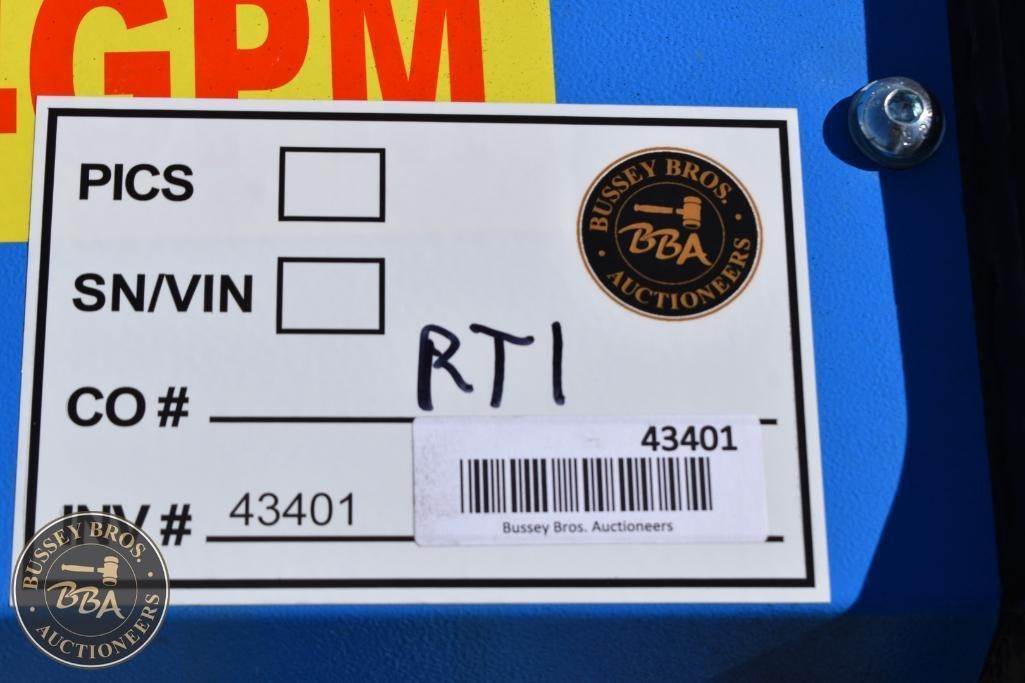 GPM
PICS
BUSSEY BROS.
BBA
AUCTIONEERS
SN/VIN
RT1
CO #
43401
INV # 43401
Bussey Bros. Auctioneers
BUSSEY BROS.
BBA
AUCTIONEERS